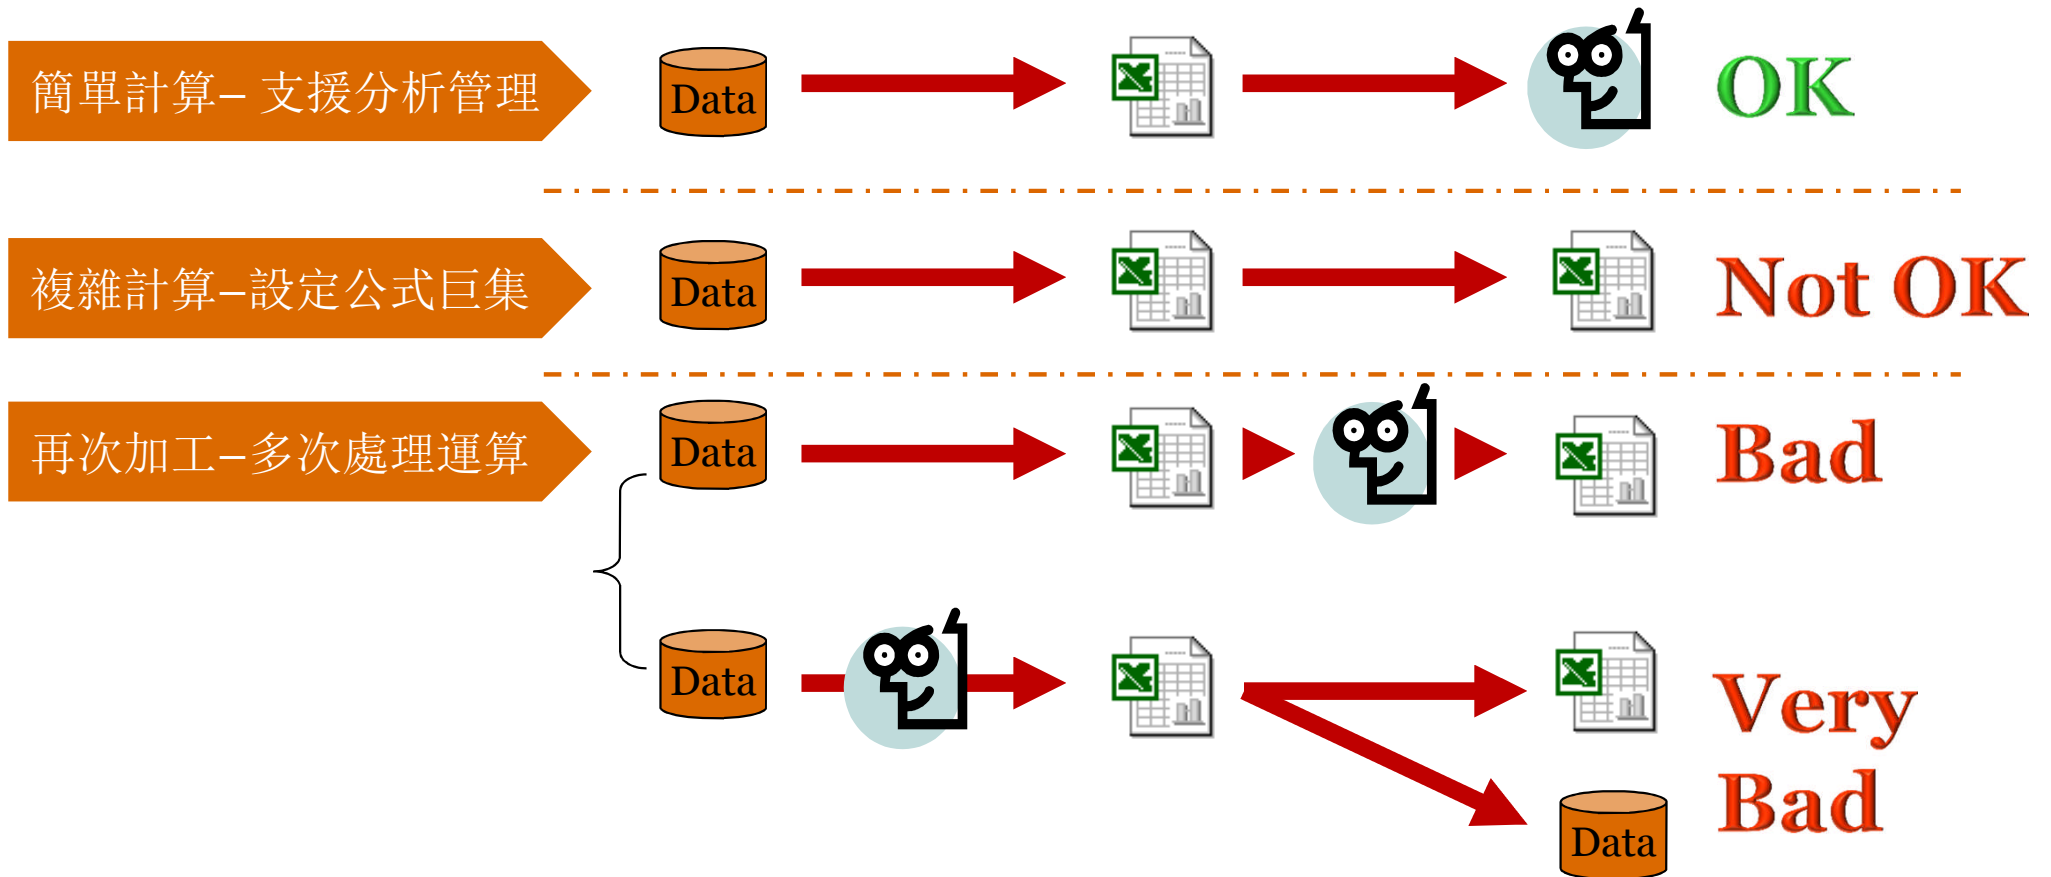 簡單計算– 支援分析管理
Data
OK
複雜計算–設定公式巨集
Data
Not OK
再次加工–多次處理運算
Data
Bad
Data
Very
Bad
Data